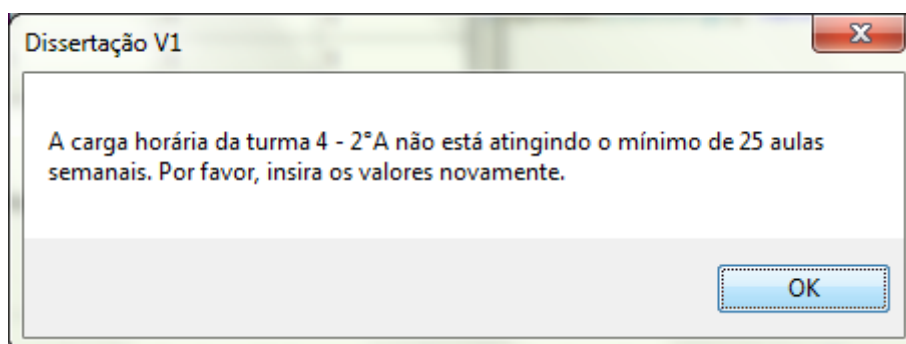 Dissertação V1
A carga horária da turma 4 - 2°A não está atingindo o mínimo de 25 aulas
semanais. Por favor, insira os valores novamente.
OK